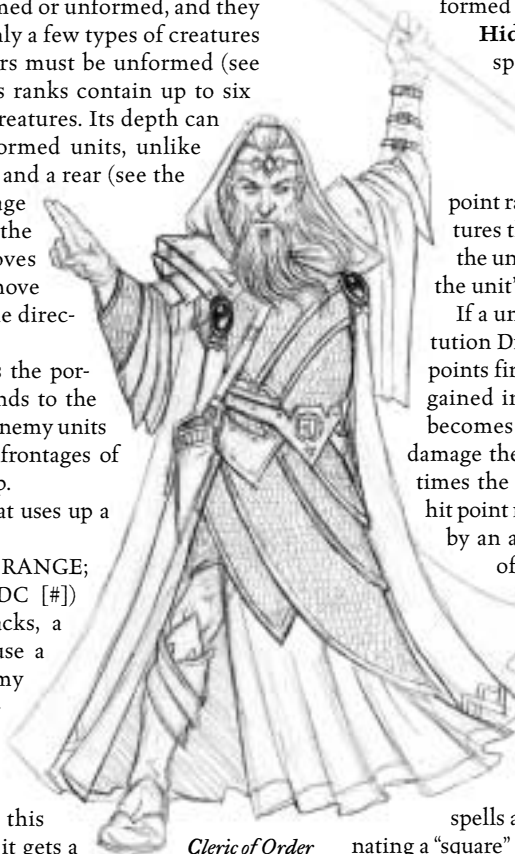 med or unformed, and they
nly a few types of creatures
rs must be unformed (see
s ranks contain up to six
reatures. Its depth can
ormed units, unlike
and a rear (see the
ge
the
oves
move
e direc-
s the por-
nds to the
nemy units
frontages of
p.
at uses up a
RANGE;
DC [#])
cks, a
use a
my
this
it gets a
Cleric of Order
formed
Hid
sp
point ra
tures t
the un
the unit'
If a un
tution D
points fir
gained in
becomes
damage the
times the
hit point
by an a
of
spells a
nating a “square”